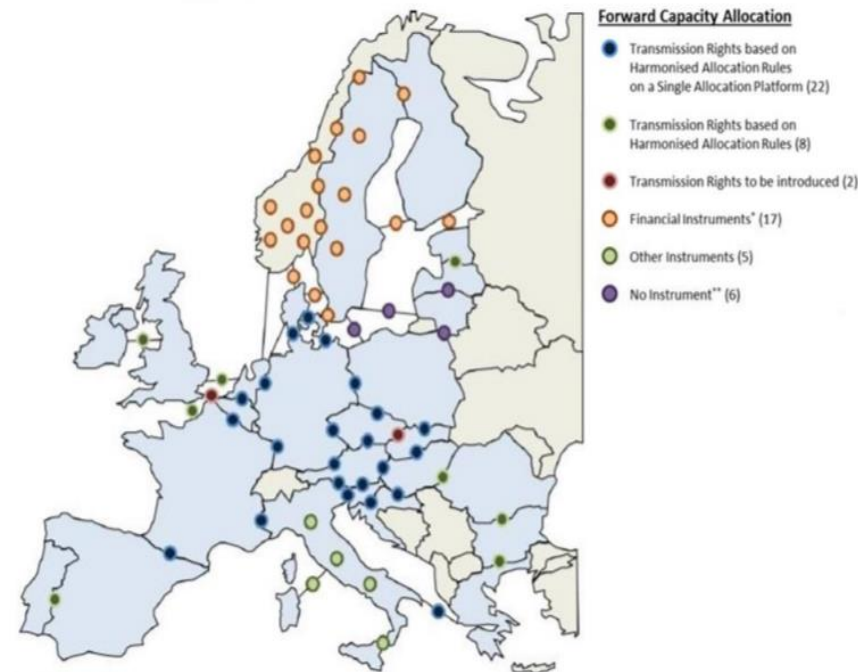 Forward Capacity Allocation
Transmission Rights based on
Harmonised Allocation Rules
on a Single Allocation Platform (22)
Transmission Rights based on
Harmonised Allocation Rules (8)
Transmission Rights to be introduced (2)
Financial Instruments* (17)
Other Instruments (5)
No Instrument** (6)